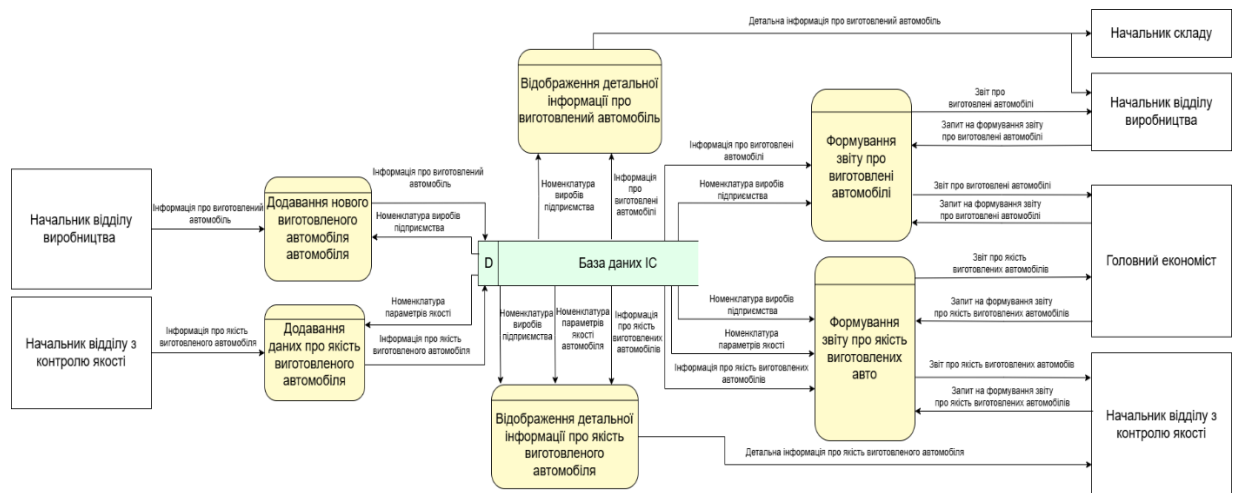 Детальна інформація про виготовлений автомобіль
Начальник складу
Відображення детальної
інформації про
виготовлений автомобіль
Начальник відділу
виробництва
Звіт про
виготовлені автомобілі
Запит на формування звіту
про виготовлені автомобілі
Формування
звіту про
виготовлені
автомобілі
Інформація про виготовлені
автомобілі
Номенклатура виробів
підприємства
Номенклатура
виробів
підприємства
Інформація
про
виготовлені
автомобілі
Начальник відділу
виробництва
Інформація про виготовлений
автомобіль
Додавання нового
виготовленого
автомобіля
автомобіля
Інформація про виготовлений
автомобіль
Номенклатура виробів
підприємства
Звіт про виготовлені автомобілі
Запит на формування звіту
про виготовлені автомобілі
Головний економіст
D
База даних ІС
Звіт про якість
виготовлених автомобілів
Запит на формування звіту
про якість виготовлених автомобілів
Формування
звіту про якість
виготовлених
авто
Номенклатура виробів
підприємства
Номенклатура
параметрів якості
Інформація про якість виготовлених
автомобілів
Начальник відділу
з контролю якості
Інформація про якість
виготовленого автомобіля
Додавання
даних про якість
виготовленого
автомобіля
Номенклатура
параметрів якості
Інформація про якість
виготовленого автомобіля
Номенклатура
виробів
підприємства
Номенклатура
параметрів
якості
автомобіля
Інформація
про якість
виготовлених
автомобілів
Звіт про якість виготовлених автомобів
Запит на формування звіту
про якість виготовлених автомобілів
Начальник відділу з
контролю якості
Відображення детальної
інформації про якість
виготовленого
автомобіля
Детальна інформація про якість виготовленого автомобіля